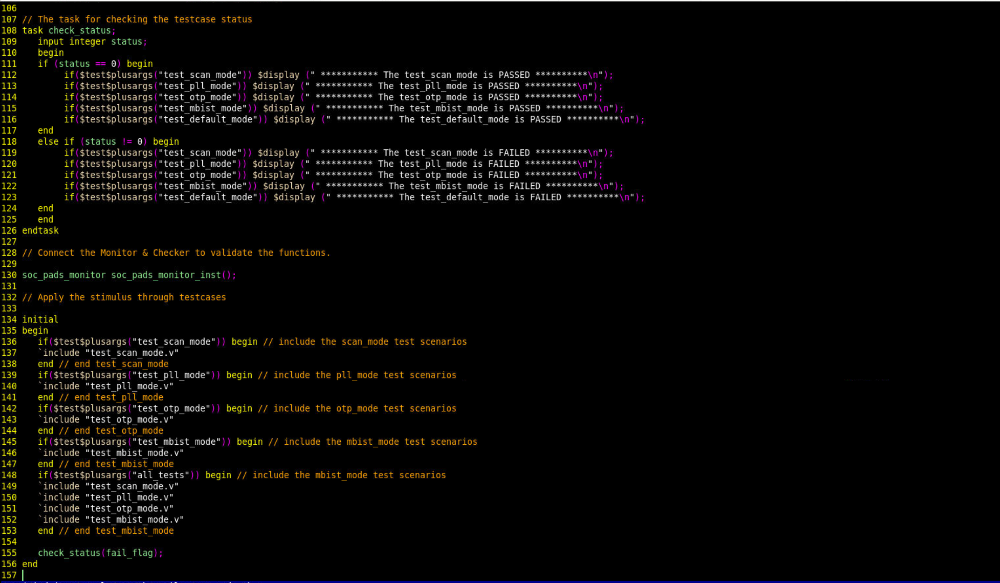 106
107 // The task for checking the testcase status
108 task check_status;
109    input integer status;
110    begin
111    if (status == 0) begin
112         if($test$plusargs("test_scan_mode")) $display (" *********** The test_scan_mode is PASSED **********\n");
113         if($test$plusargs("test_pll_mode")) $display (" *********** The test_pll_mode is PASSED **********\n");
114         if($test$plusargs("test_otp_mode")) $display (" *********** The test_otp_mode is PASSED **********\n");
115         if($test$plusargs("test_mbist_mode")) $display (" *********** The test_mbist_mode is PASSED **********\n");
116         if($test$plusargs("test_default_mode")) $display (" *********** The test_default_mode is PASSED **********\n");
117    end
118    else if (status != 0) begin
119         if($test$plusargs("test_scan_mode")) $display (" *********** The test_scan_mode is FAILED **********\n");
120         if($test$plusargs("test_pll_mode")) $display (" *********** The test_pll_mode is FAILED **********\n");
121         if($test$plusargs("test_otp_mode")) $display (" *********** The test_otp_mode is FAILED **********\n");
122         if($test$plusargs("test_mbist_mode")) $display (" *********** The test_mbist_mode is FAILED **********\n");
123         if($test$plusargs("test_default_mode")) $display (" *********** The test_default_mode is FAILED **********\n");
124    end
125    end
126 endtask
127
128 // Connect the Monitor & Checker to validate the functions.
129
130 soc_pads_monitor soc_pads_monitor_inst();
131
132 // Apply the stimulus through testcases
133
134 initial
135 begin
136    if($test$plusargs("test_scan_mode")) begin // include the scan_mode test scenarios
137    `include "test_scan_mode.v"
138    end // end test_scan_mode
139    if($test$plusargs("test_pll_mode")) begin // include the pll_mode test scenarios
140    `include "test_pll_mode.v"
141    end // end test_pll_mode
142    if($test$plusargs("test_otp_mode")) begin // include the otp_mode test scenarios
143    `include "test_otp_mode.v"
144    end // end test_otp_mode
145    if($test$plusargs("test_mbist_mode")) begin // include the mbist_mode test scenarios
146    `include "test_mbist_mode.v"
147    end // end test_mbist_mode
148    if($test$plusargs("all_tests")) begin // include the mbist_mode test scenarios
149    `include "test_scan_mode.v"
150    `include "test_pll_mode.v"
151    `include "test_otp_mode.v"
152    `include "test_mbist_mode.v"
153    end // end test_mbist_mode
154
155    check_status(fail_flag);
156 end
157